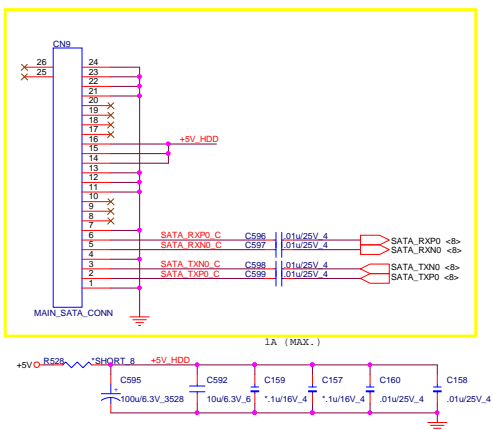 CN9
26 24
25 23
22
21
20
19
18
17
16 +5V_HDD
15
14
13
12
11
10
9
8
7
6 SATA_RXP0_C C596 .01u/25V_4 SATA_RXP0 <8>
5 SATA_RXN0_C C597 .01u/25V_4 SATA_RXN0 <8>
4
3 SATA_TXN0_C C598 .01u/25V_4 SATA_TXN0 <8>
2 SATA_TXP0_C C599 .01u/25V_4 SATA_TXP0 <8>
1
MAIN_SATA_CONN
1A (MAX.)
+5V R528 *SHORT_8 +5V_HDD
C595 C592 C159 C157 C160 C158
+
100u/6.3V_3528 10u/6.3V_6 *.1u/16V_4 *.1u/16V_4 .01u/25V_4 .01u/25V_4